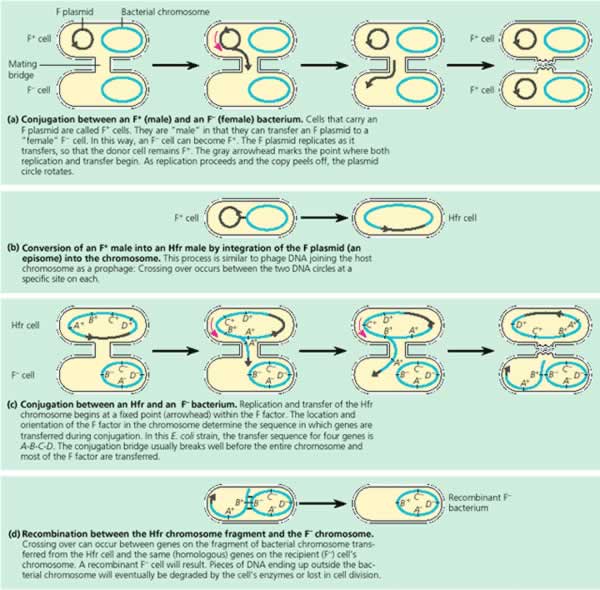 F plasmid Bacterial chromosome
F+ cell
Mating
bridge
F– cell
F+ cell
F+ cell
(a) Conjugation between an F+ (male) and an F– (female) bacterium. Cells that carry an
F plasmid are called F+ cells. They are "male" in that they can transfer an F plasmid to a
"female" F– cell. In this way, an F– cell can become F+. The F plasmid replicates as it
transfers, so that the donor cell remains F+. The gray arrowhead marks the point where both
replication and transfer begin. As replication proceeds and the copy peels off, the plasmid
circle rotates.
F+ cell
Hfr cell
(b) Conversion of an F+ male into an Hfr male by integration of the F plasmid (an
episome) into the chromosome. This process is similar to phage DNA joining the host
chromosome as a prophage: Crossing over occurs between the two DNA circles at a
specific site on each.
Hfr cell
A+ B+ C+ D+
C+ D+ B+ A+
C+ D+ B+ A+ A+
D+ C+ B+ A+
F– cell
B– C– D– A–
B– C– D– A–
B– C– D– A–
A+ B+ B– C– D– A–
(c) Conjugation between an Hfr and an F– bacterium. Replication and transfer of the Hfr
chromosome begins at a fixed point (arrowhead) within the F factor. The location and
orientation of the F factor in the chromosome determine the sequence in which genes are
transferred during conjugation. In this E. coli strain, the transfer sequence for four genes is
A-B-C-D. The conjugation bridge usually breaks well before the entire chromosome and
most of the F factor are transferred.
A+ B+ B– C– D– A–
B+ C– D– A–
Recombinant F–
bacterium
(d) Recombination between the Hfr chromosome fragment and the F– chromosome.
Crossing over can occur between genes on the fragment of bacterial chromosome trans-
ferred from the Hfr cell and the same (homologous) genes on the recipient (F–) cell's
chromosome. A recombinant F– cell will result. Pieces of DNA ending up outside the bac-
terial chromosome will eventually be degraded by the cell's enzymes or lost in cell division.